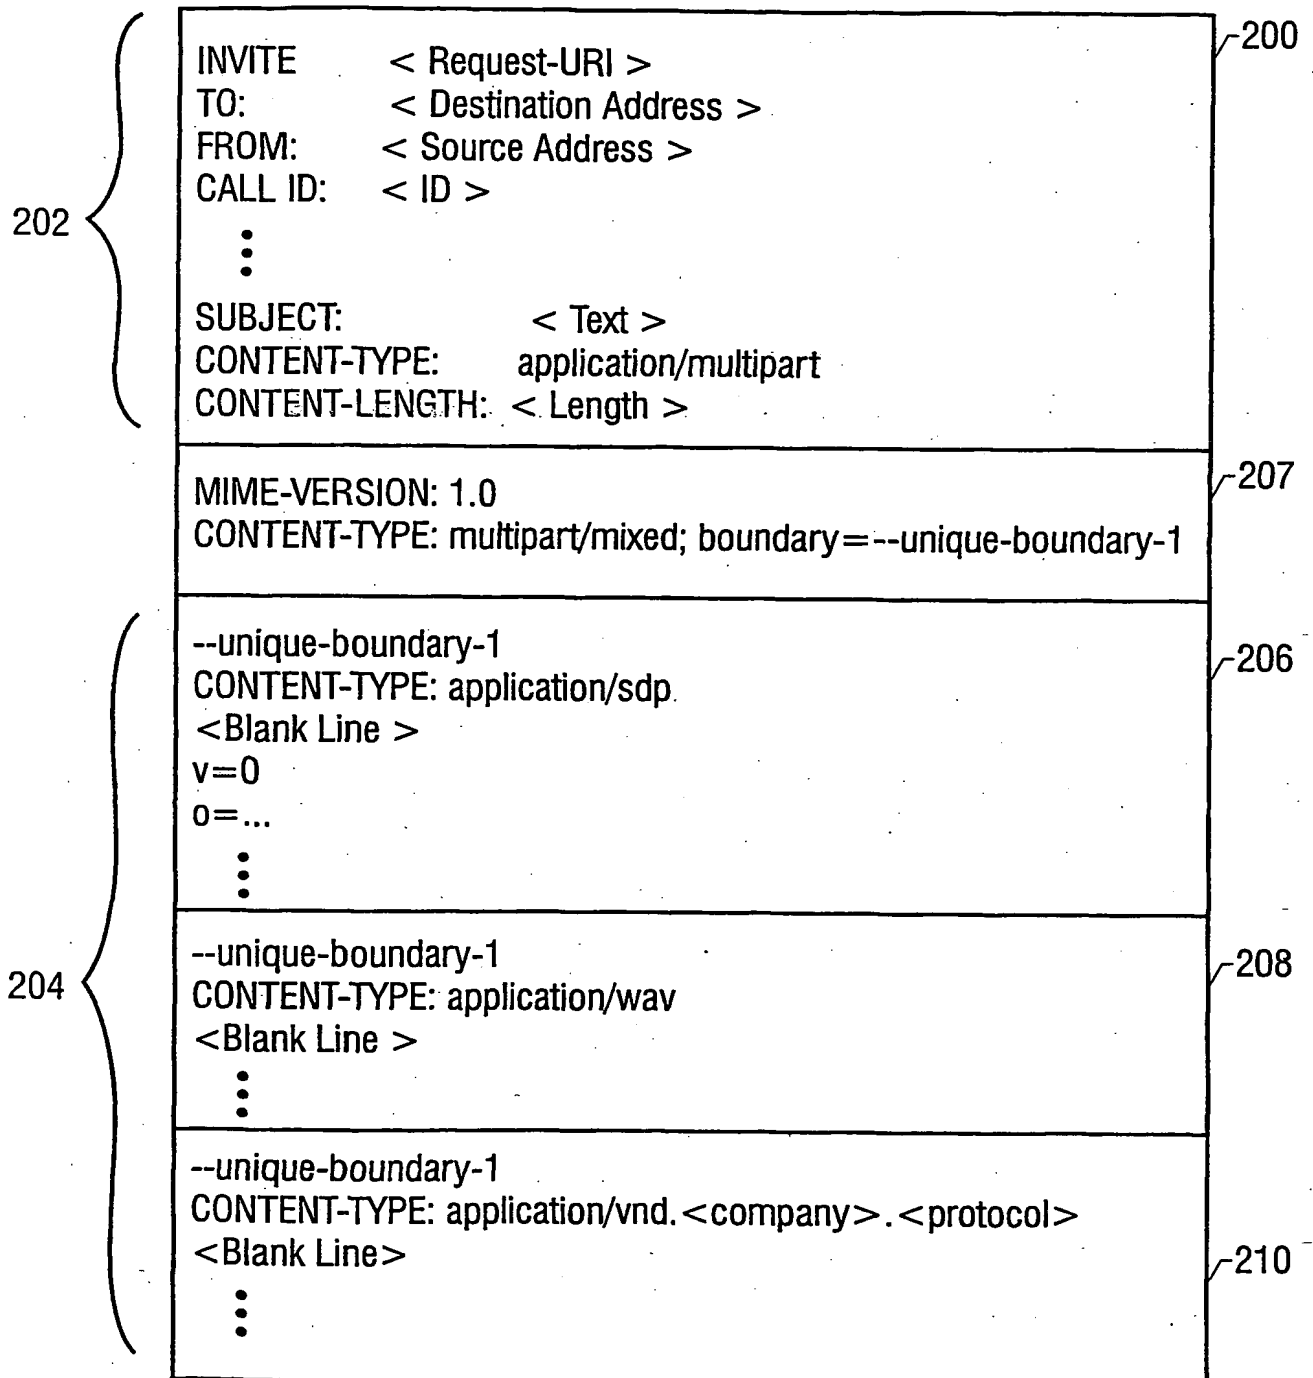 200
INVITE < Request-URI >
TO: < Destination Address >
FROM: < Source Address >
CALL ID: < ID >
202
SUBJECT: < Text >
CONTENT-TYPE: application/multipart
CONTENT-LENGTH: < Length >
207
MIME-VERSION: 1.0
CONTENT-TYPE: multipart/mixed; boundary=--unique-boundary-1
--unique-boundary-1
206
CONTENT-TYPE: application/sdp
<Blank Line >
v=0
o=...
--unique-boundary-1
208
204
CONTENT-TYPE: application/wav
<Blank Line >
--unique-boundary-1
CONTENT-TYPE: application/vnd.<company>.<protocol>
<Blank Line>
210